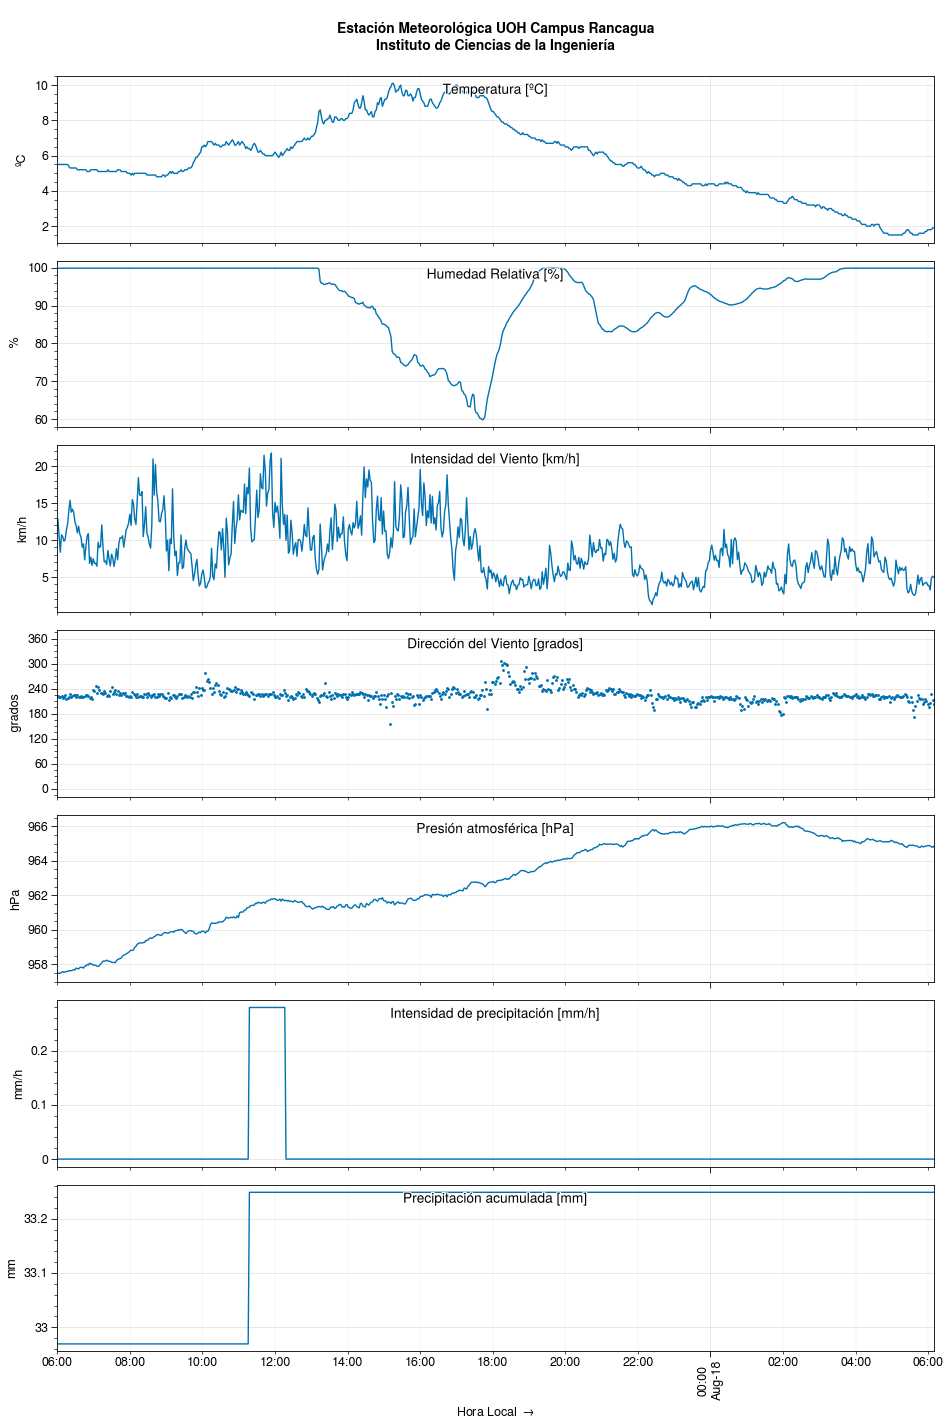 Estación Meteorológica UOH Campus Rancagua
Instituto de Ciencias de la Ingeniería
Temperatura [ºC]
10
8
6
4
2
ºC
Humedad Relativa [%]
100
90
80
70
60
%
Intensidad del Viento [km/h]
20
15
10
5
km/h
Dirección del Viento [grados]
360
300
240
180
120
60
0
grados
Presión atmosférica [hPa]
966
964
962
960
958
hPa
Intensidad de precipitación [mm/h]
0.2
0.1
0
mm/h
Precipitación acumulada [mm]
33.2
33.1
33
mm
06:00 08:00 10:00 12:00 14:00 16:00 18:00 20:00 22:00 00:00 02:00 04:00 06:00
Aug-18
Hora Local →